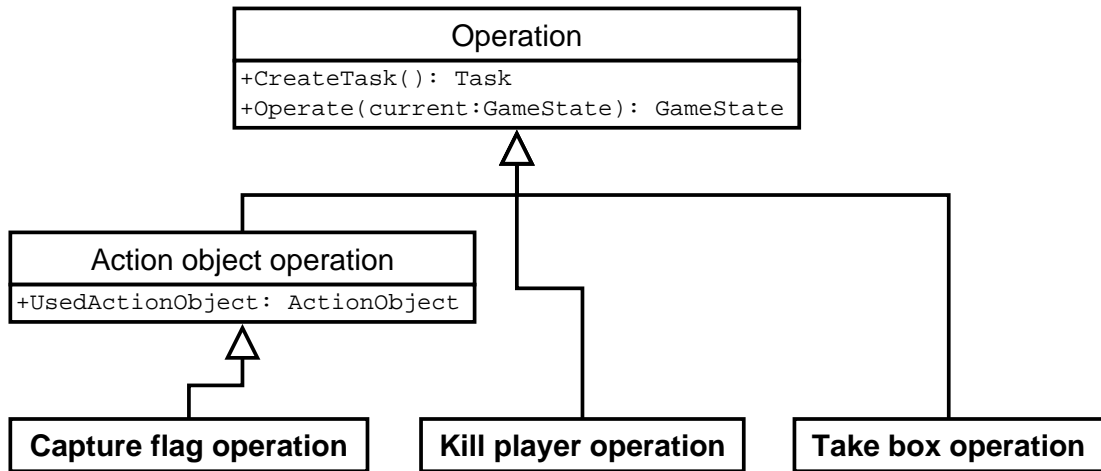 Operation
+CreateTask(): Task
+Operate(current:GameState): GameState
Action object operation
+UsedActionObject: ActionObject
Capture flag operation
Kill player operation
Take box operation